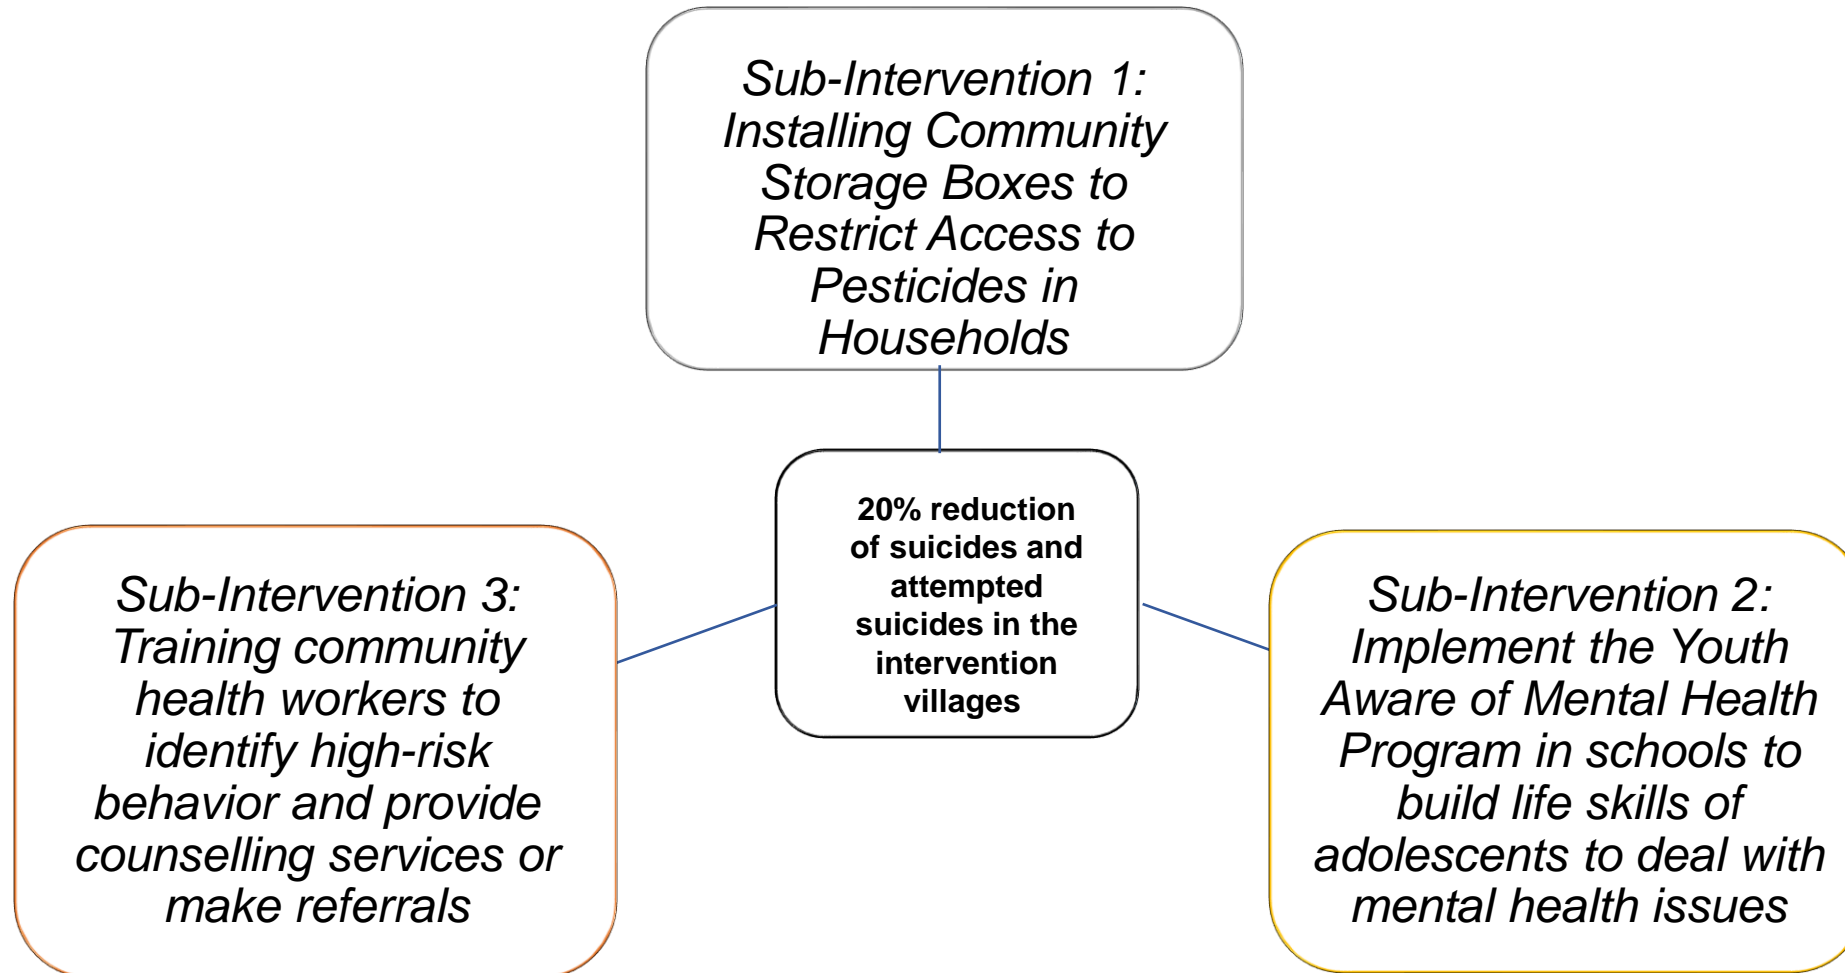 Sub-Intervention 1:
Installing Community
Storage Boxes to
Restrict Access to
Pesticides in
Households
20% reduction
of suicides and
attempted
suicides in the
intervention
villages
Sub-Intervention 3:
Training community
health workers to
identify high-risk
behavior and provide
counselling services or
make referrals
Sub-Intervention 2:
Implement the Youth
Aware of Mental Health
Program in schools to
build life skills of
adolescents to deal with
mental health issues